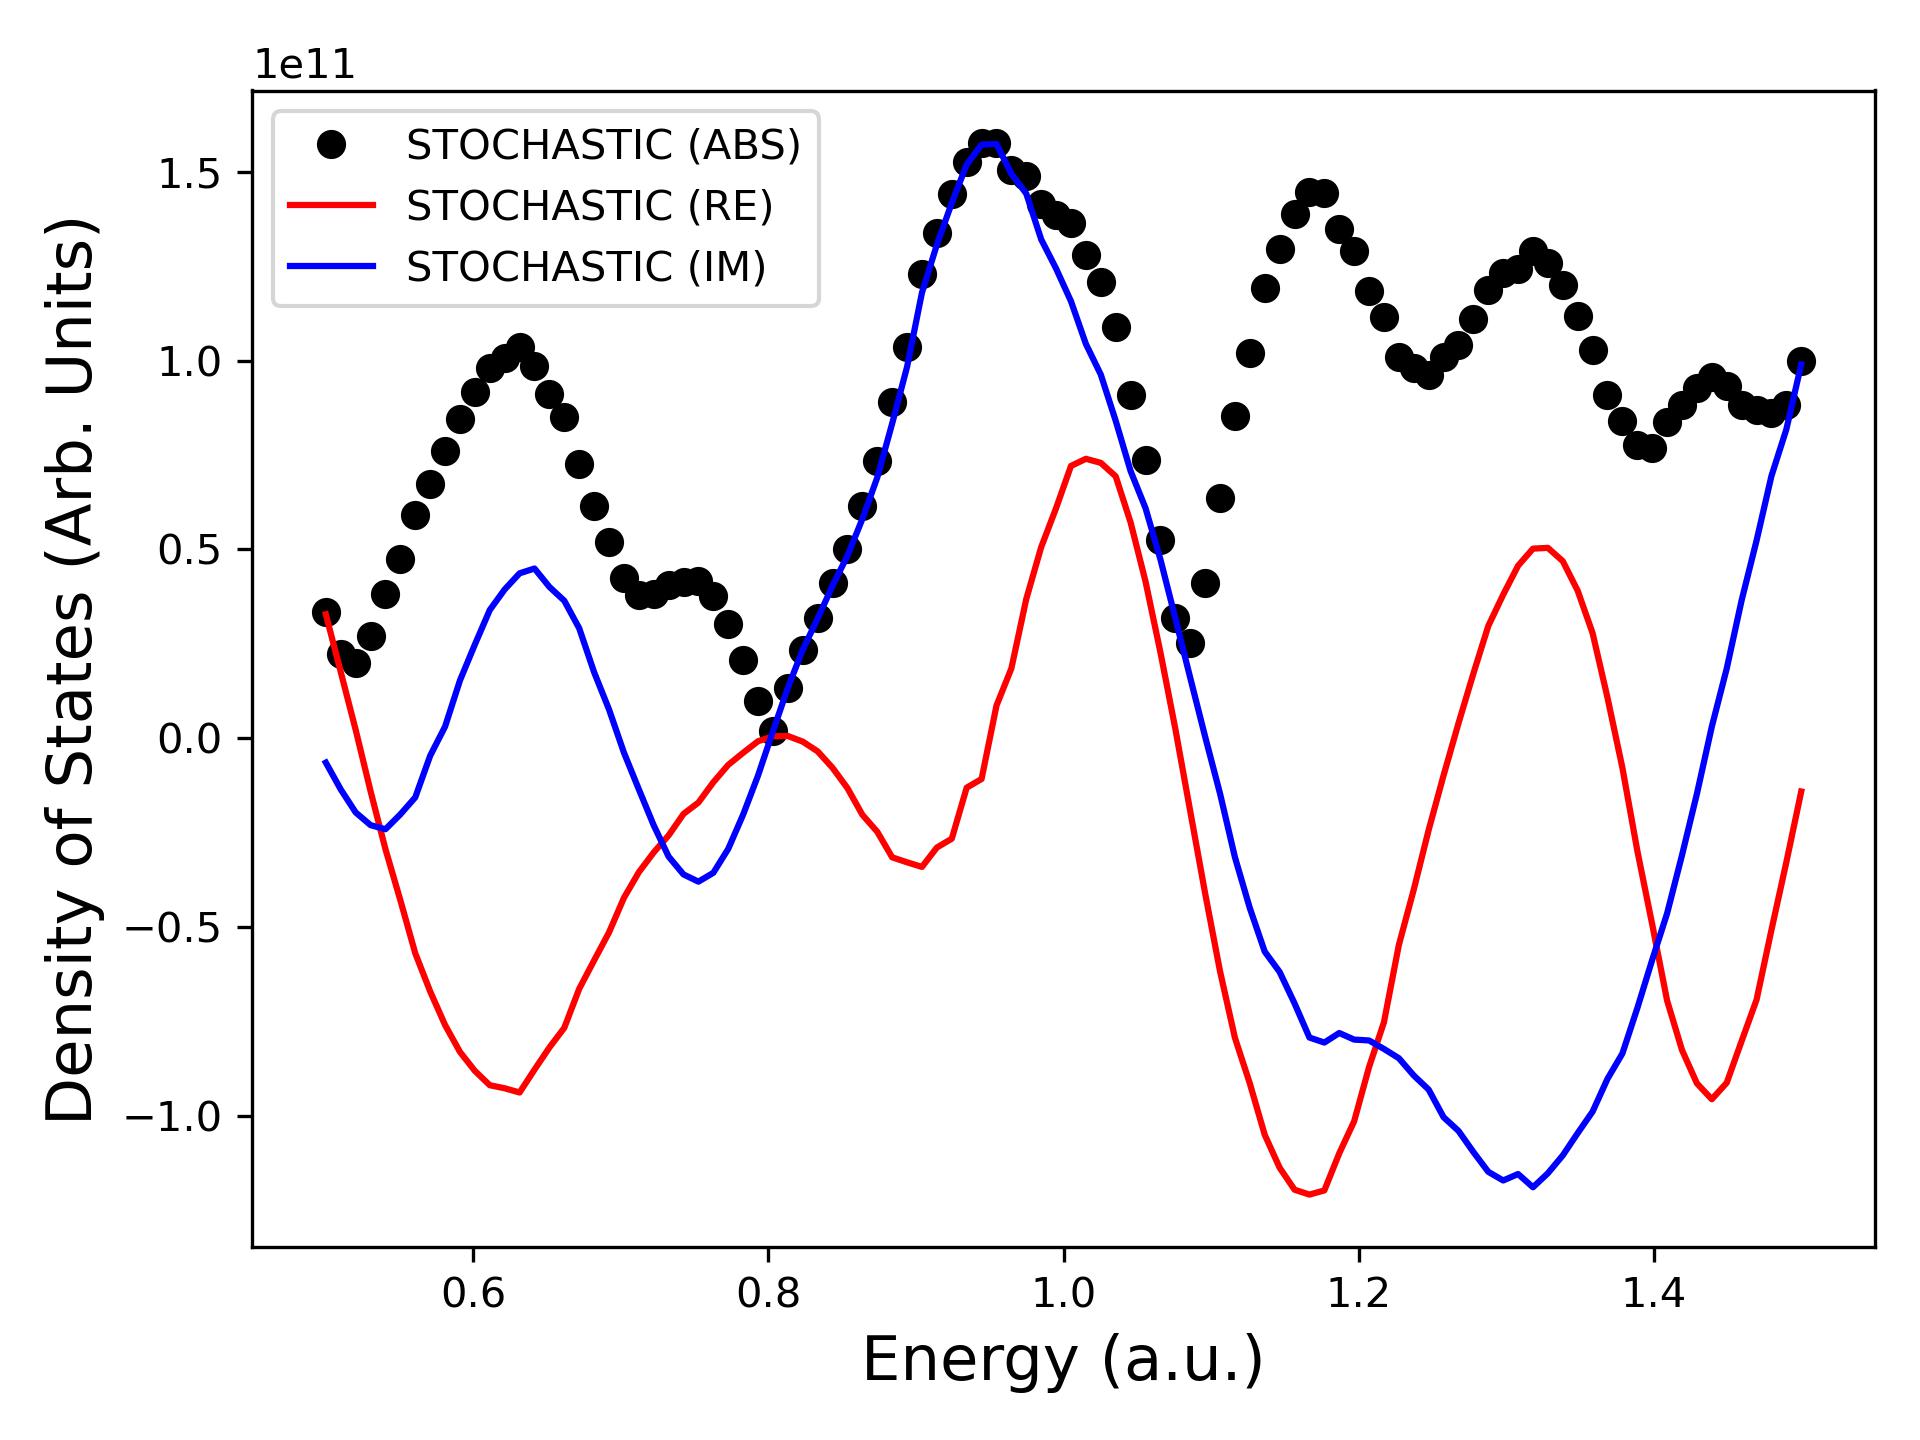 1e11
STOCHASTIC (ABS)
STOCHASTIC (RE)
STOCHASTIC (IM)
1.5
1.0
0.5
0.0
−0.5
−1.0
Density of States (Arb. Units)
0.6 0.8 1.0 1.2 1.4
Energy (a.u.)